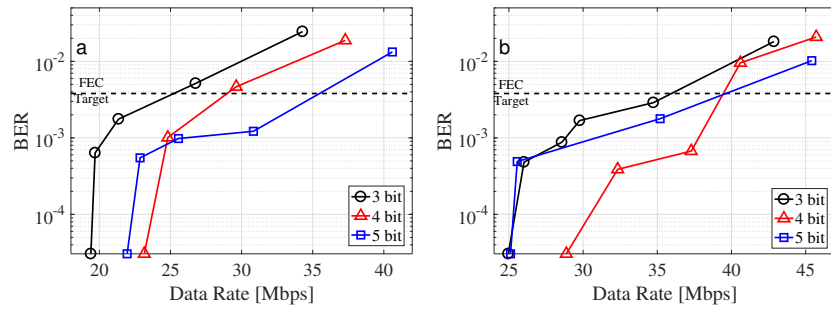 a
BER
10^-2
10^-3
10^-4
FEC
Target
3 bit
4 bit
5 bit
20 25 30 35 40
Data Rate [Mbps]
b
BER
10^-2
10^-3
10^-4
FEC
Target
3 bit
4 bit
5 bit
25 30 35 40 45
Data Rate [Mbps]